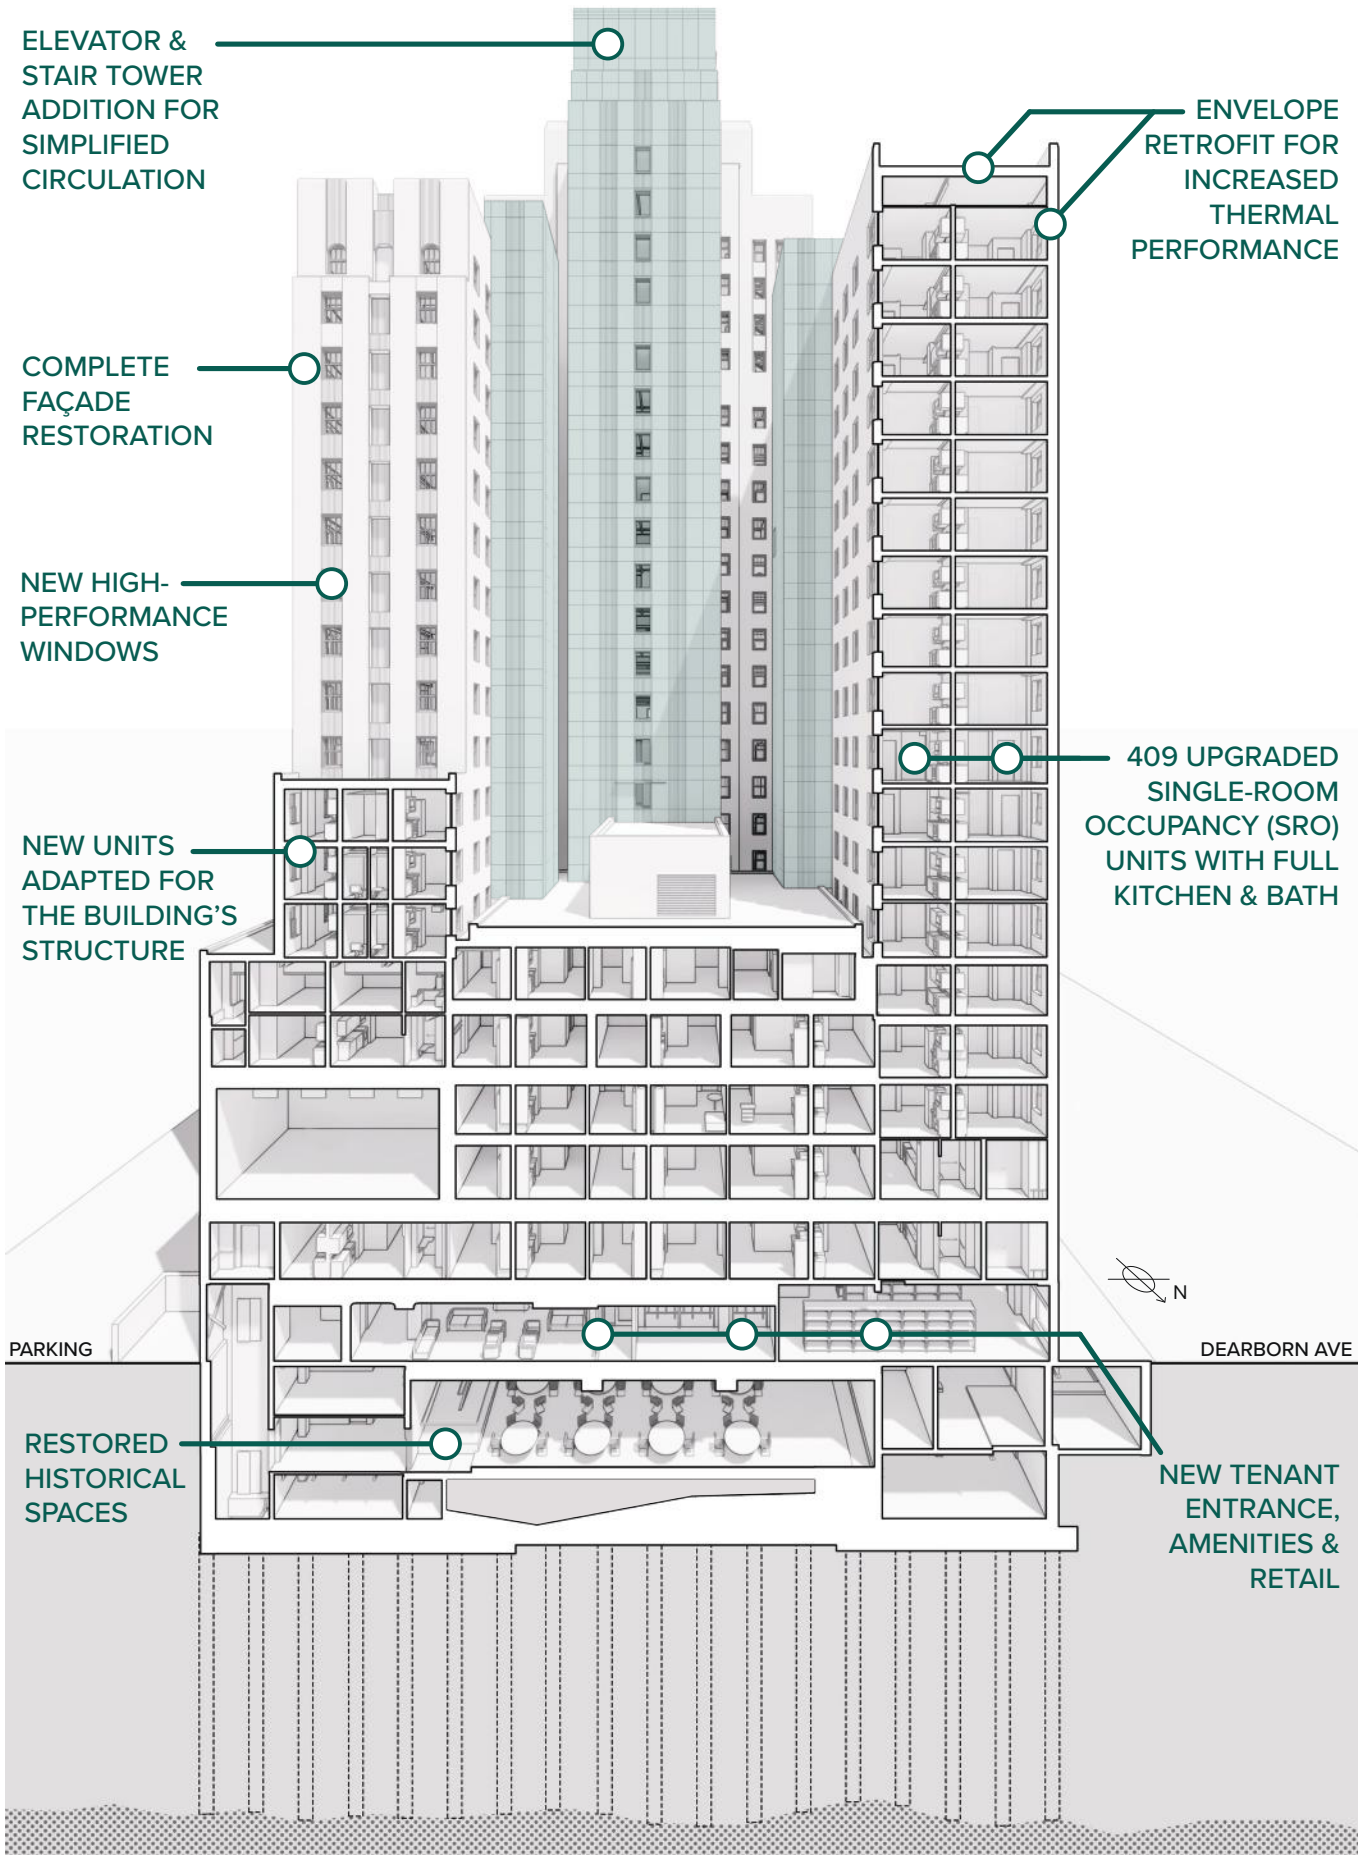 ELEVATOR &
STAIR TOWER
ADDITION FOR
SIMPLIFIED
CIRCULATION
ENVELOPE
RETROFIT FOR
INCREASED
THERMAL
PERFORMANCE
COMPLETE
FAÇADE
RESTORATION
NEW HIGH-
PERFORMANCE
WINDOWS
409 UPGRADED
SINGLE-ROOM
OCCUPANCY (SRO)
UNITS WITH FULL
KITCHEN & BATH
NEW UNITS
ADAPTED FOR
THE BUILDING’S
STRUCTURE
N
PARKING
DEARBORN AVE
RESTORED
HISTORICAL
SPACES
NEW TENANT
ENTRANCE,
AMENITIES &
RETAIL